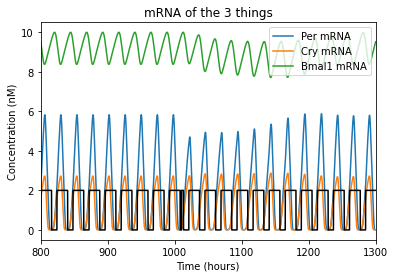 mRNA of the 3 things
Concentration (nM)
10
8
6
4
2
0
Per mRNA
Cry mRNA
Bmal1 mRNA
800
900
1000
1100
1200
1300
Time (hours)